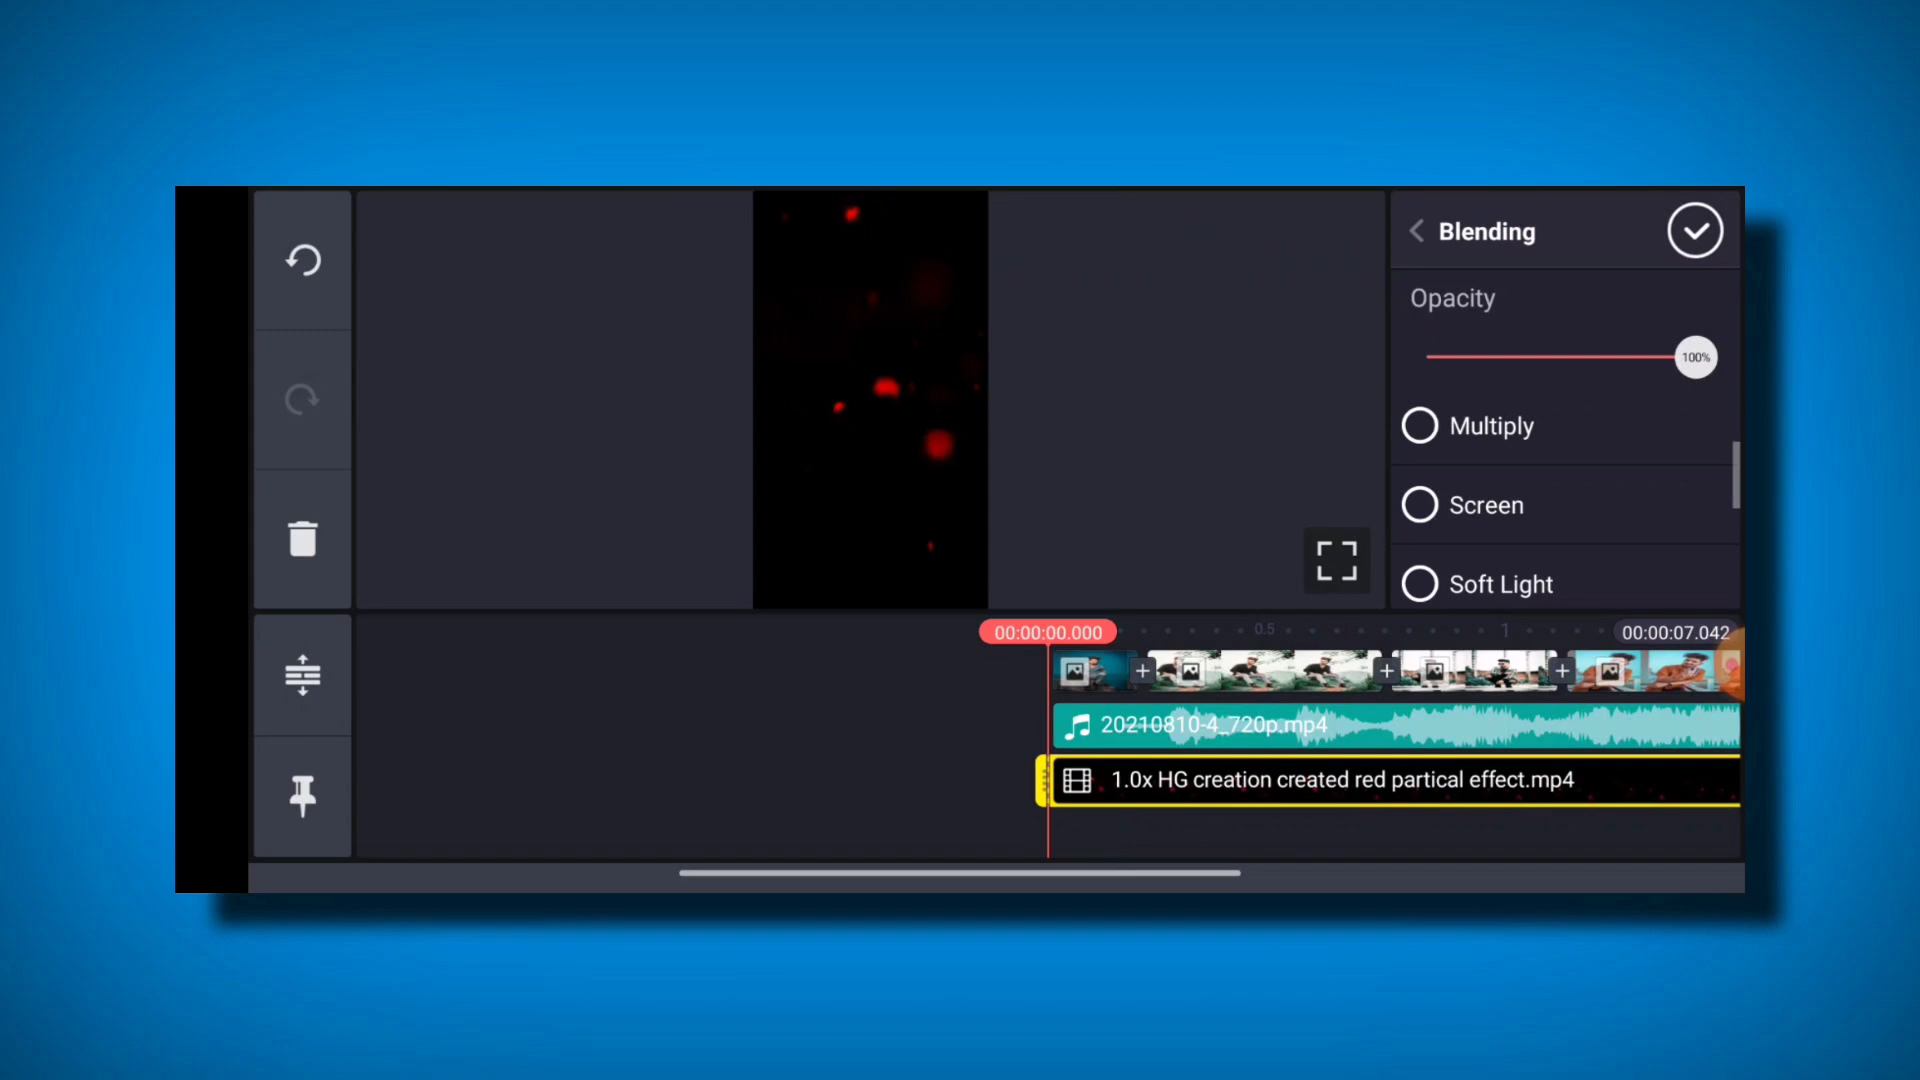 Blending
Opacity
100%
Multiply
Screen
Soft Light
00:00:00.000
0.5
1
00:00:07.042
20210810-4_720p.mp4
1.0x HG creation created red partical effect.mp4